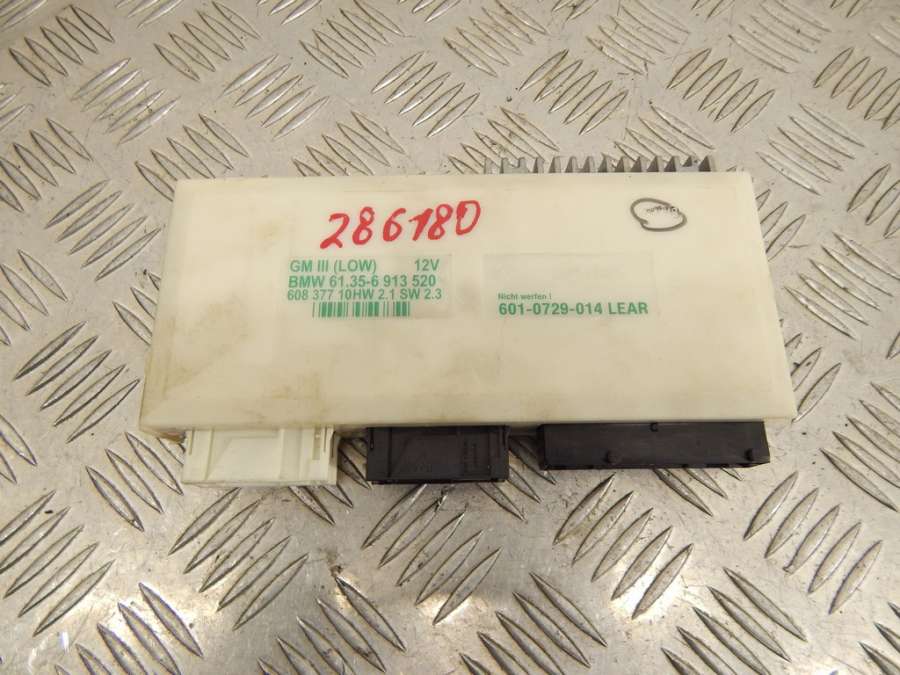 286180
GM III (LOW) 12V
BMW 61.35-6 913 520
608 377 10HW 2.1 SW 2.3
Nicht werfen !
601-0729-014 LEAR